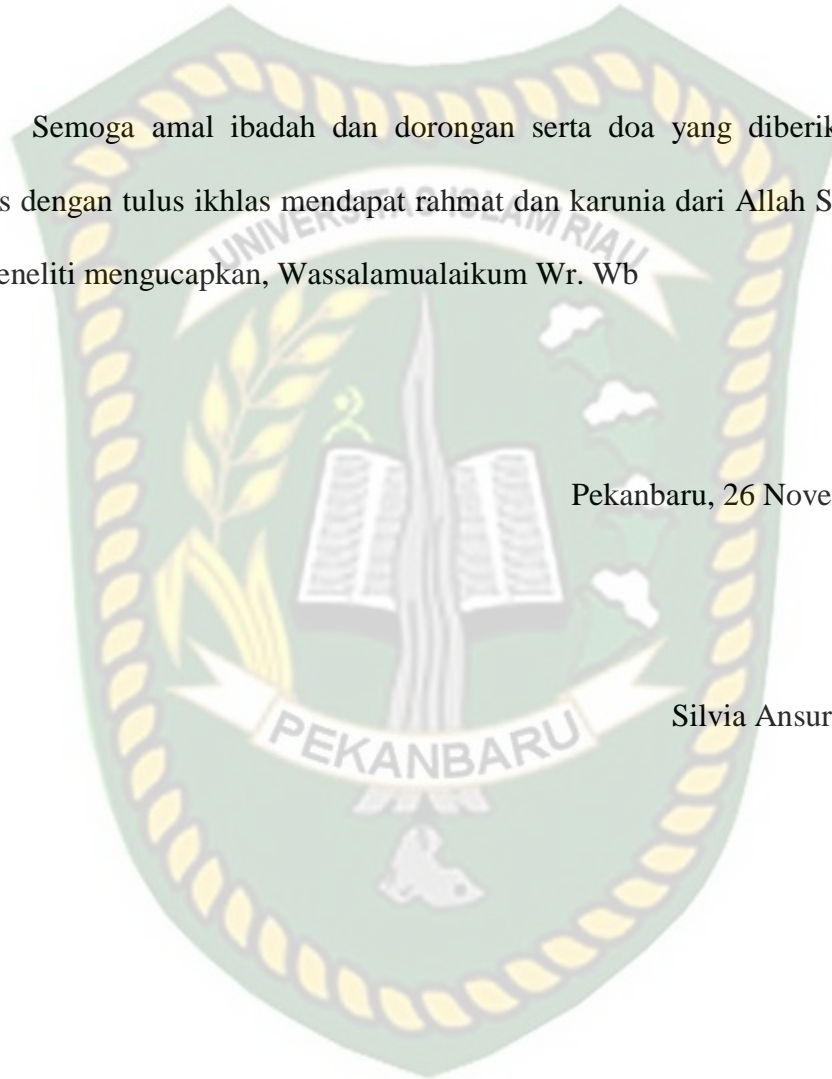 Semoga amal ibadah dan dorongan serta doa yang diberik
s dengan tulus ikhlas mendapat rahmat dan karunia dari Allah S
UNIVERSITAS ISLAM RIAU
eneliti mengucapkan, Wassalamualaikum Wr. Wb
Pekanbaru, 26 Nove
Silvia Ansur
PEKANBARU